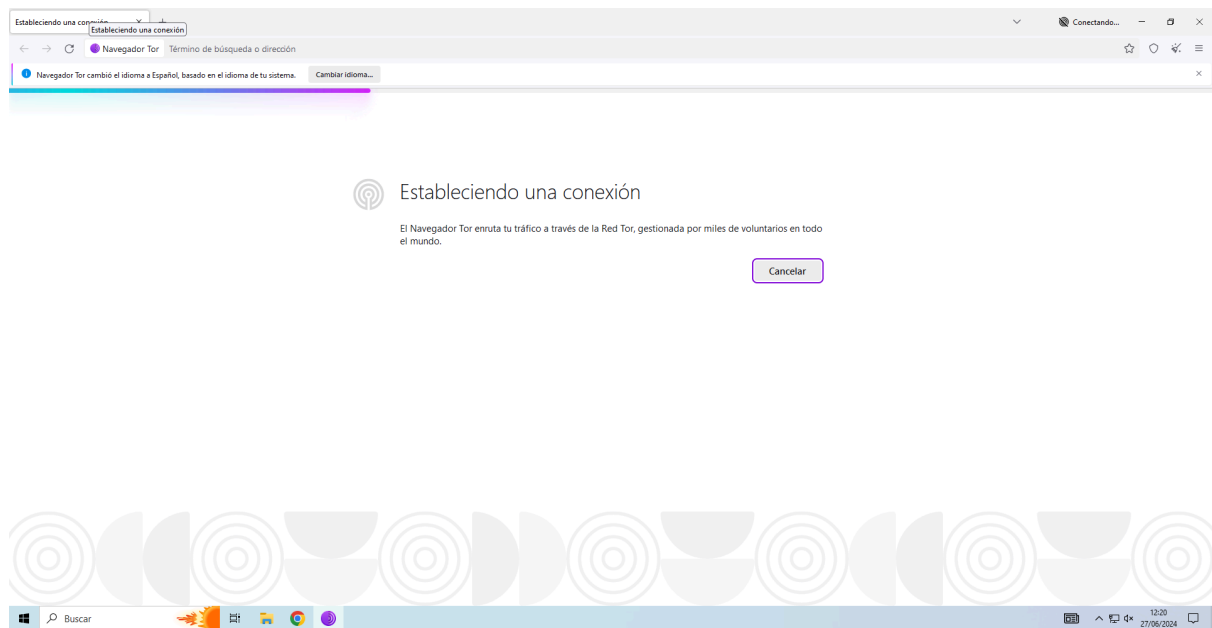 Estableciendo una conexión
Estableciendo una conexión
Conectando...
Navegador Tor Término de búsqueda o dirección
Navegador Tor cambió el idioma a Español, basado en el idioma de tu sistema. Cambiar idioma...
Estableciendo una conexión
El Navegador Tor enruta tu tráfico a través de la Red Tor, gestionada por miles de voluntarios en todo
el mundo.
Cancelar
Buscar
12:20
27/06/2024